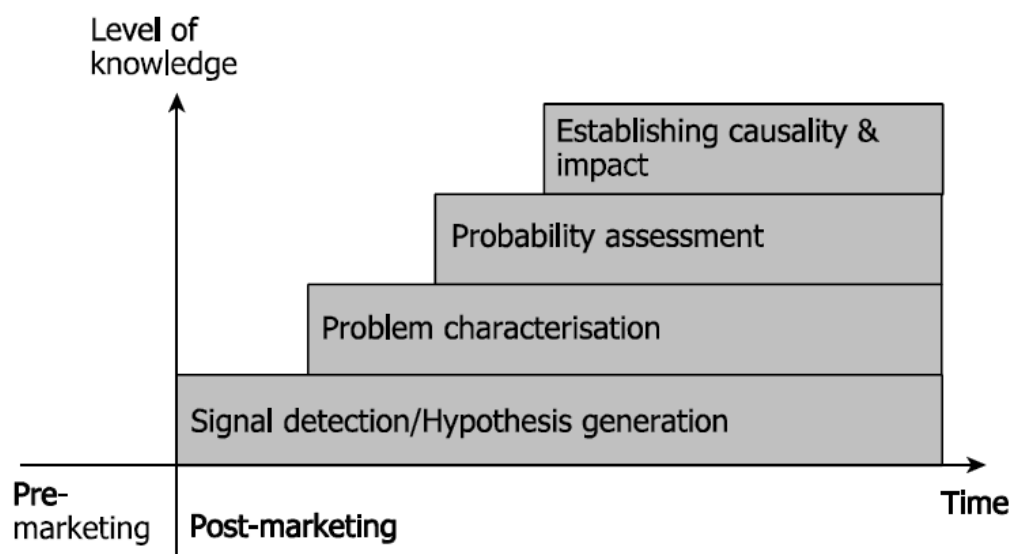 Level of
knowledge
Establishing causality &
impact
Probability assessment
Problem characterisation
Signal detection/Hypothesis generation
Pre-
marketing
Post-marketing
Time